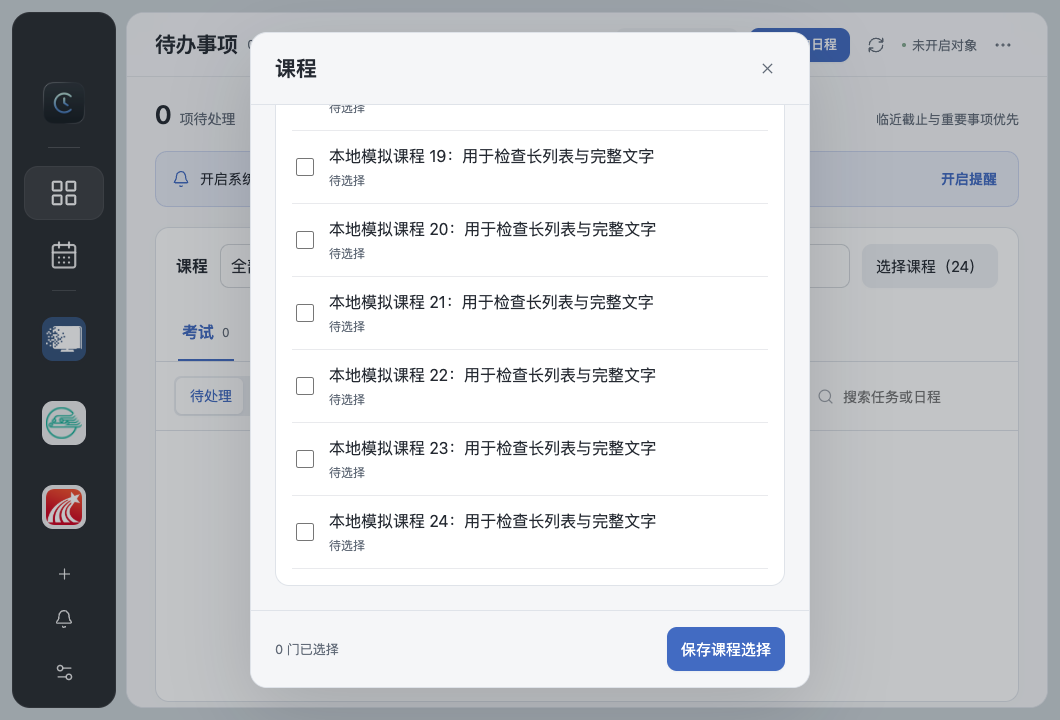 待办事项
日程
未开启对象
0 项待处理
临近截止与重要事项优先
开启系统
开启提醒
课程
选择课程（24）
考试 0
待处理
搜索任务或日程
课程
待选择
本地模拟课程 19：用于检查长列表与完整文字
待选择
本地模拟课程 20：用于检查长列表与完整文字
待选择
本地模拟课程 21：用于检查长列表与完整文字
待选择
本地模拟课程 22：用于检查长列表与完整文字
待选择
本地模拟课程 23：用于检查长列表与完整文字
待选择
本地模拟课程 24：用于检查长列表与完整文字
待选择
0 门已选择
保存课程选择